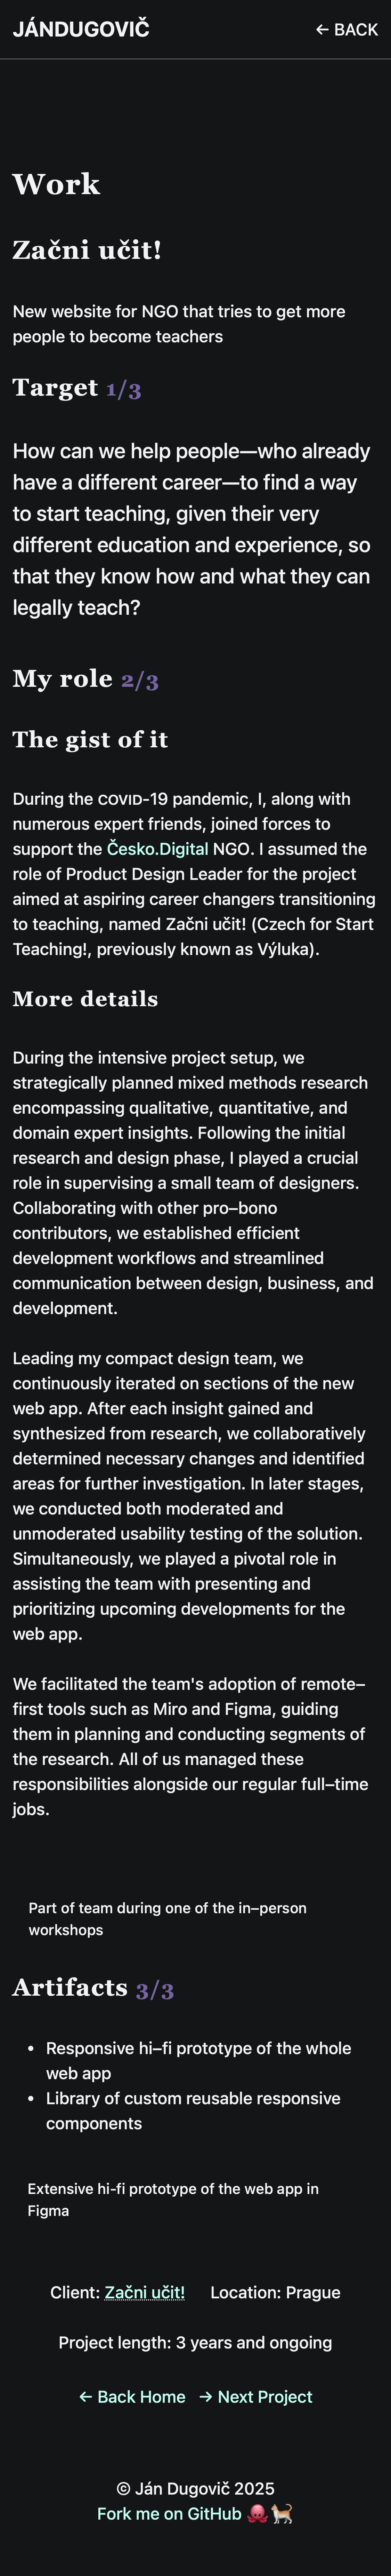 JÁNDUGOVIČ
← BACK
Work
Začni učit!
New website for NGO that tries to get more
people to become teachers
Target 1/3
How can we help people—who already
have a different career—to find a way
to start teaching, given their very
different education and experience, so
that they know how and what they can
legally teach?
My role 2/3
The gist of it
During the COVID-19 pandemic, I, along with
numerous expert friends, joined forces to
support the Česko.Digital NGO. I assumed the
role of Product Design Leader for the project
aimed at aspiring career changers transitioning
to teaching, named Začni učit! (Czech for Start
Teaching!, previously known as Výluka).
More details
During the intensive project setup, we
strategically planned mixed methods research
encompassing qualitative, quantitative, and
domain expert insights. Following the initial
research and design phase, I played a crucial
role in supervising a small team of designers.
Collaborating with other pro–bono
contributors, we established efficient
development workflows and streamlined
communication between design, business, and
development.
Leading my compact design team, we
continuously iterated on sections of the new
web app. After each insight gained and
synthesized from research, we collaboratively
determined necessary changes and identified
areas for further investigation. In later stages,
we conducted both moderated and
unmoderated usability testing of the solution.
Simultaneously, we played a pivotal role in
assisting the team with presenting and
prioritizing upcoming developments for the
web app.
We facilitated the team's adoption of remote–
first tools such as Miro and Figma, guiding
them in planning and conducting segments of
the research. All of us managed these
responsibilities alongside our regular full–time
jobs.
Part of team during one of the in–person
workshops
Artifacts 3/3
• Responsive hi–fi prototype of the whole
web app
• Library of custom reusable responsive
components
Extensive hi-fi prototype of the web app in
Figma
Client: Začni učit! Location: Prague
Project length: 3 years and ongoing
← Back Home → Next Project
© Ján Dugovič 2025
Fork me on GitHub 🐙🐈